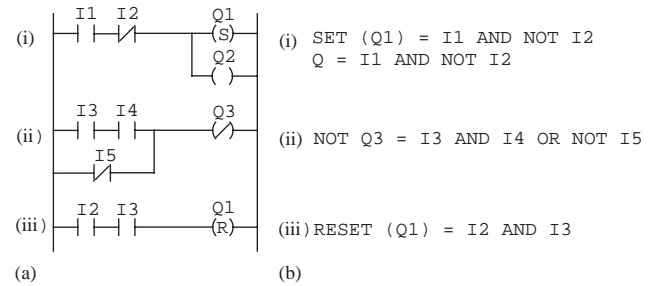 I1 I2 Q1
(i) S
Q2
I3 I4 Q3
(ii)
I5
I2 I3 Q1
(iii) R
(a)
(i) SET (Q1) = I1 AND NOT I2
Q = I1 AND NOT I2
(ii) NOT Q3 = I3 AND I4 OR NOT I5
(iii) RESET (Q1) = I2 AND I3
(b)